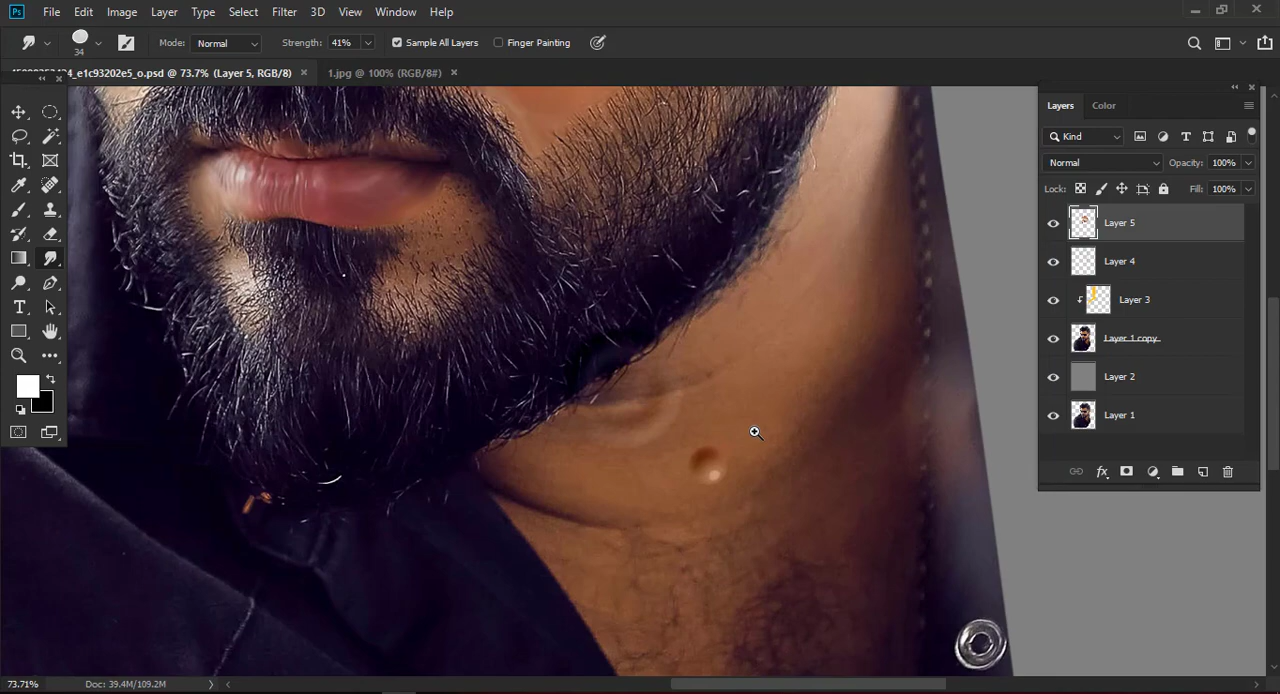 Ps File Edit Image Layer Type Select Filter 3D View Window Help
34 Mode: Normal Strength: 41% Sample All Layers Finger Painting
_e1c93202e5_o.psd @ 73.7% (Layer 5, RGB/8) × 1.jpg @ 100% (RGB/8#) ×
Layers Color
Kind
Normal Opacity: 100%
Lock: Fill: 100%
Layer 5
Layer 4
Layer 3
Layer 1 copy
Layer 2
Layer 1
fx
73.71% Doc: 39.4M/109.2M